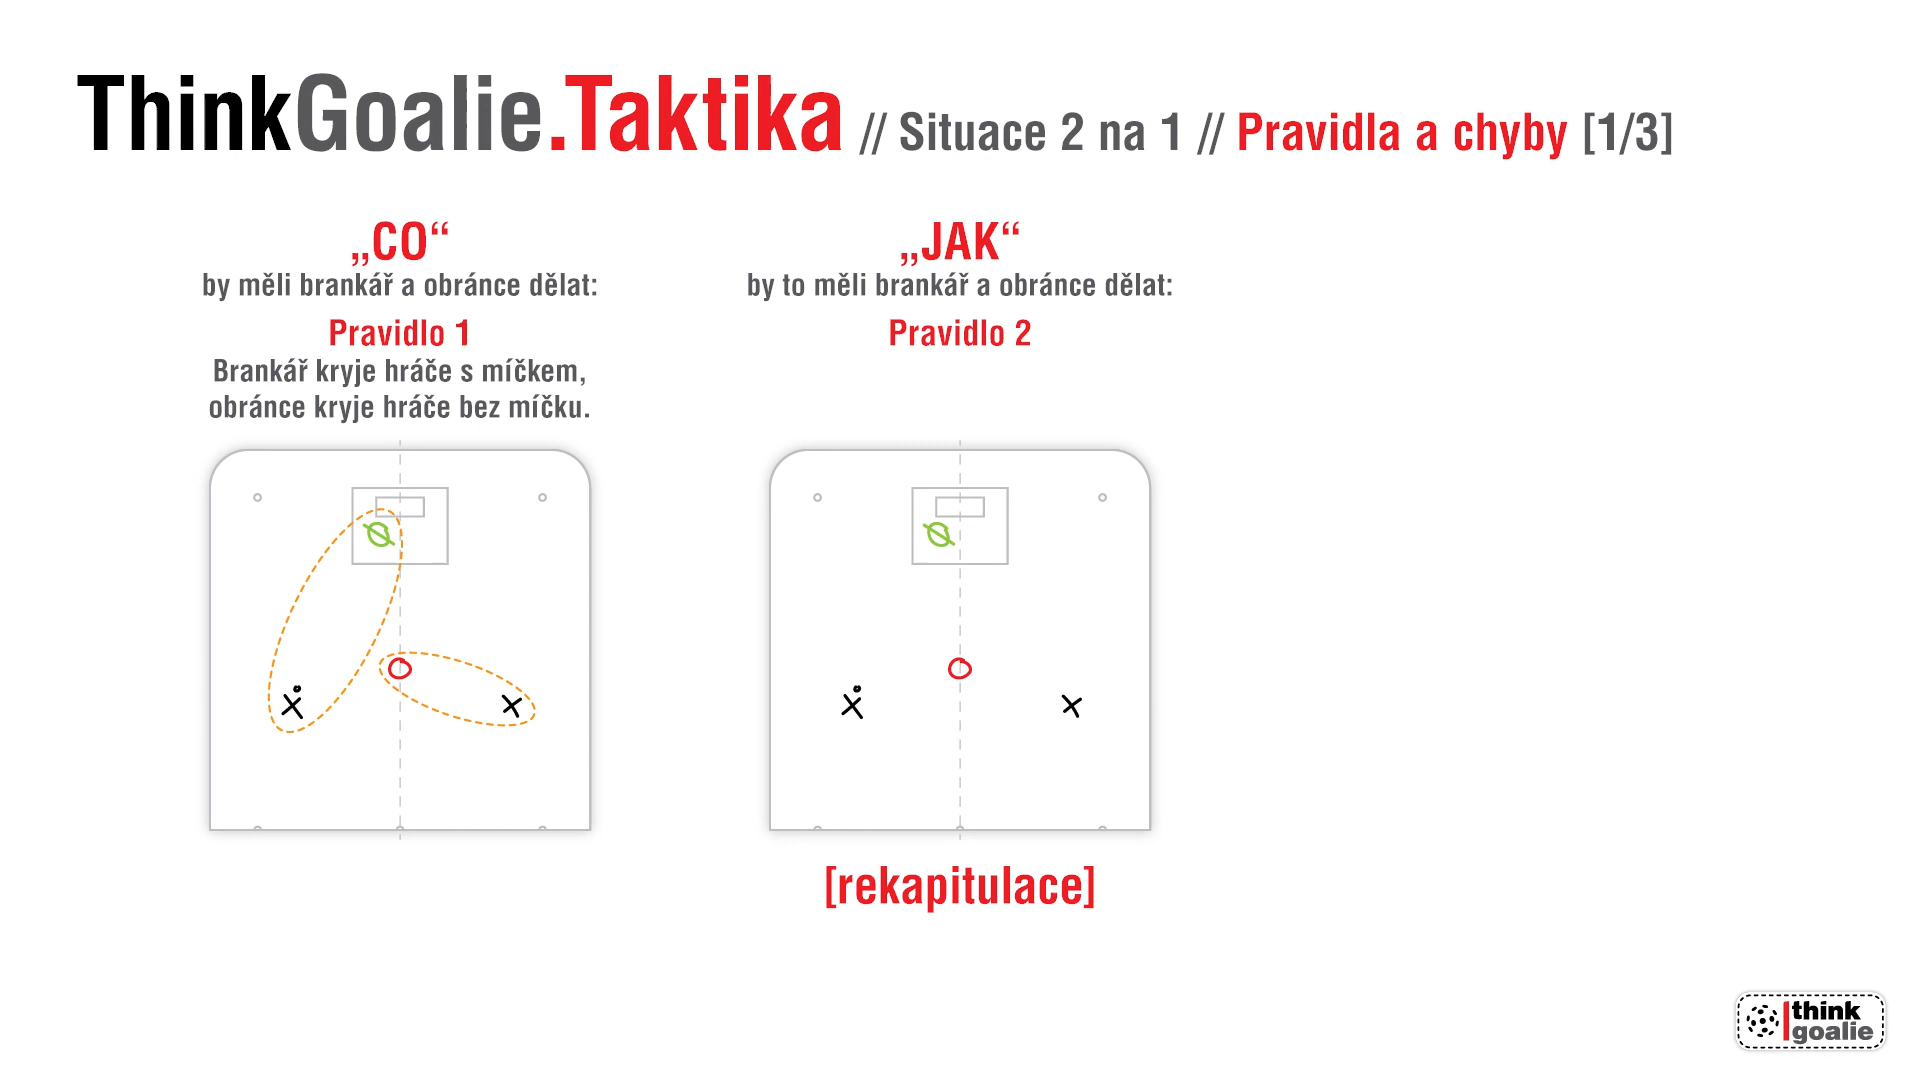 ThinkGoalie.Taktika // Situace 2 na 1 // Pravidla a chyby [1/3]
„CO“
by měli brankář a obránce dělat:
Pravidlo 1
Brankář kryje hráče s míčkem,
obránce kryje hráče bez míčku.
„JAK“
by to měli brankář a obránce dělat:
Pravidlo 2
[rekapitulace]
think
goalie